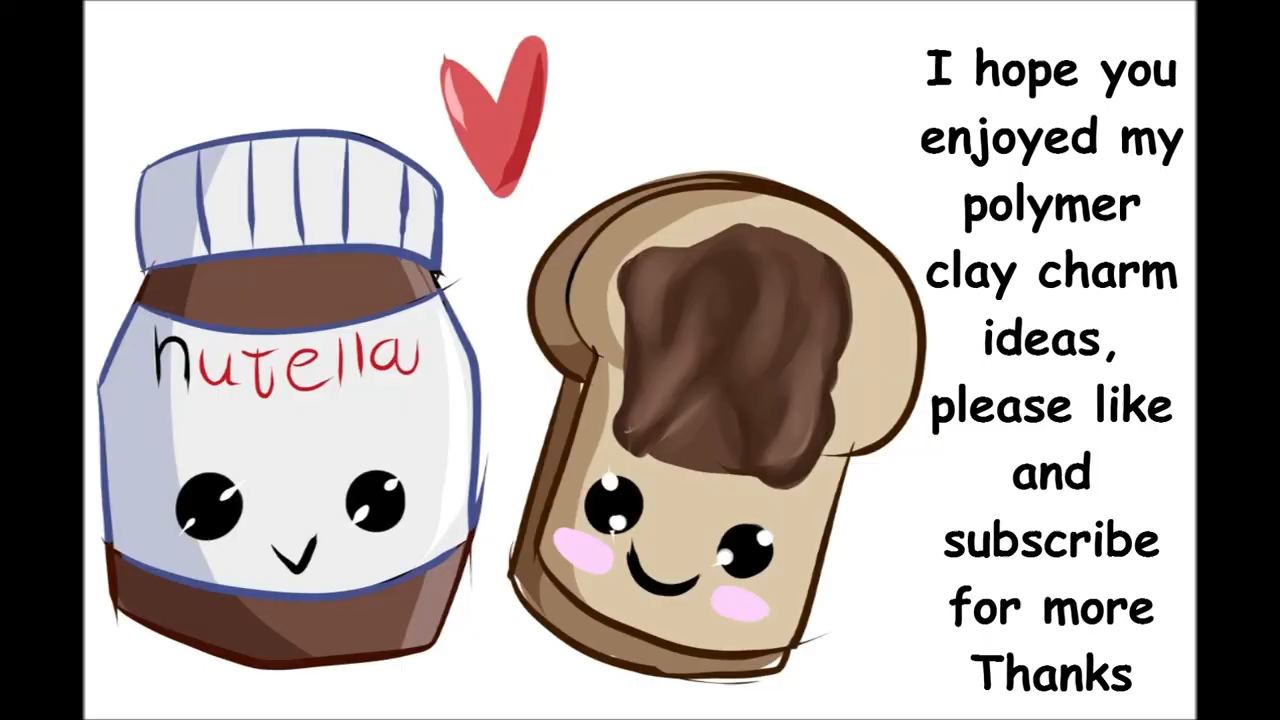 nutella
I hope you
enjoyed my
polymer
clay charm
ideas,
please like
and
subscribe
for more
Thanks